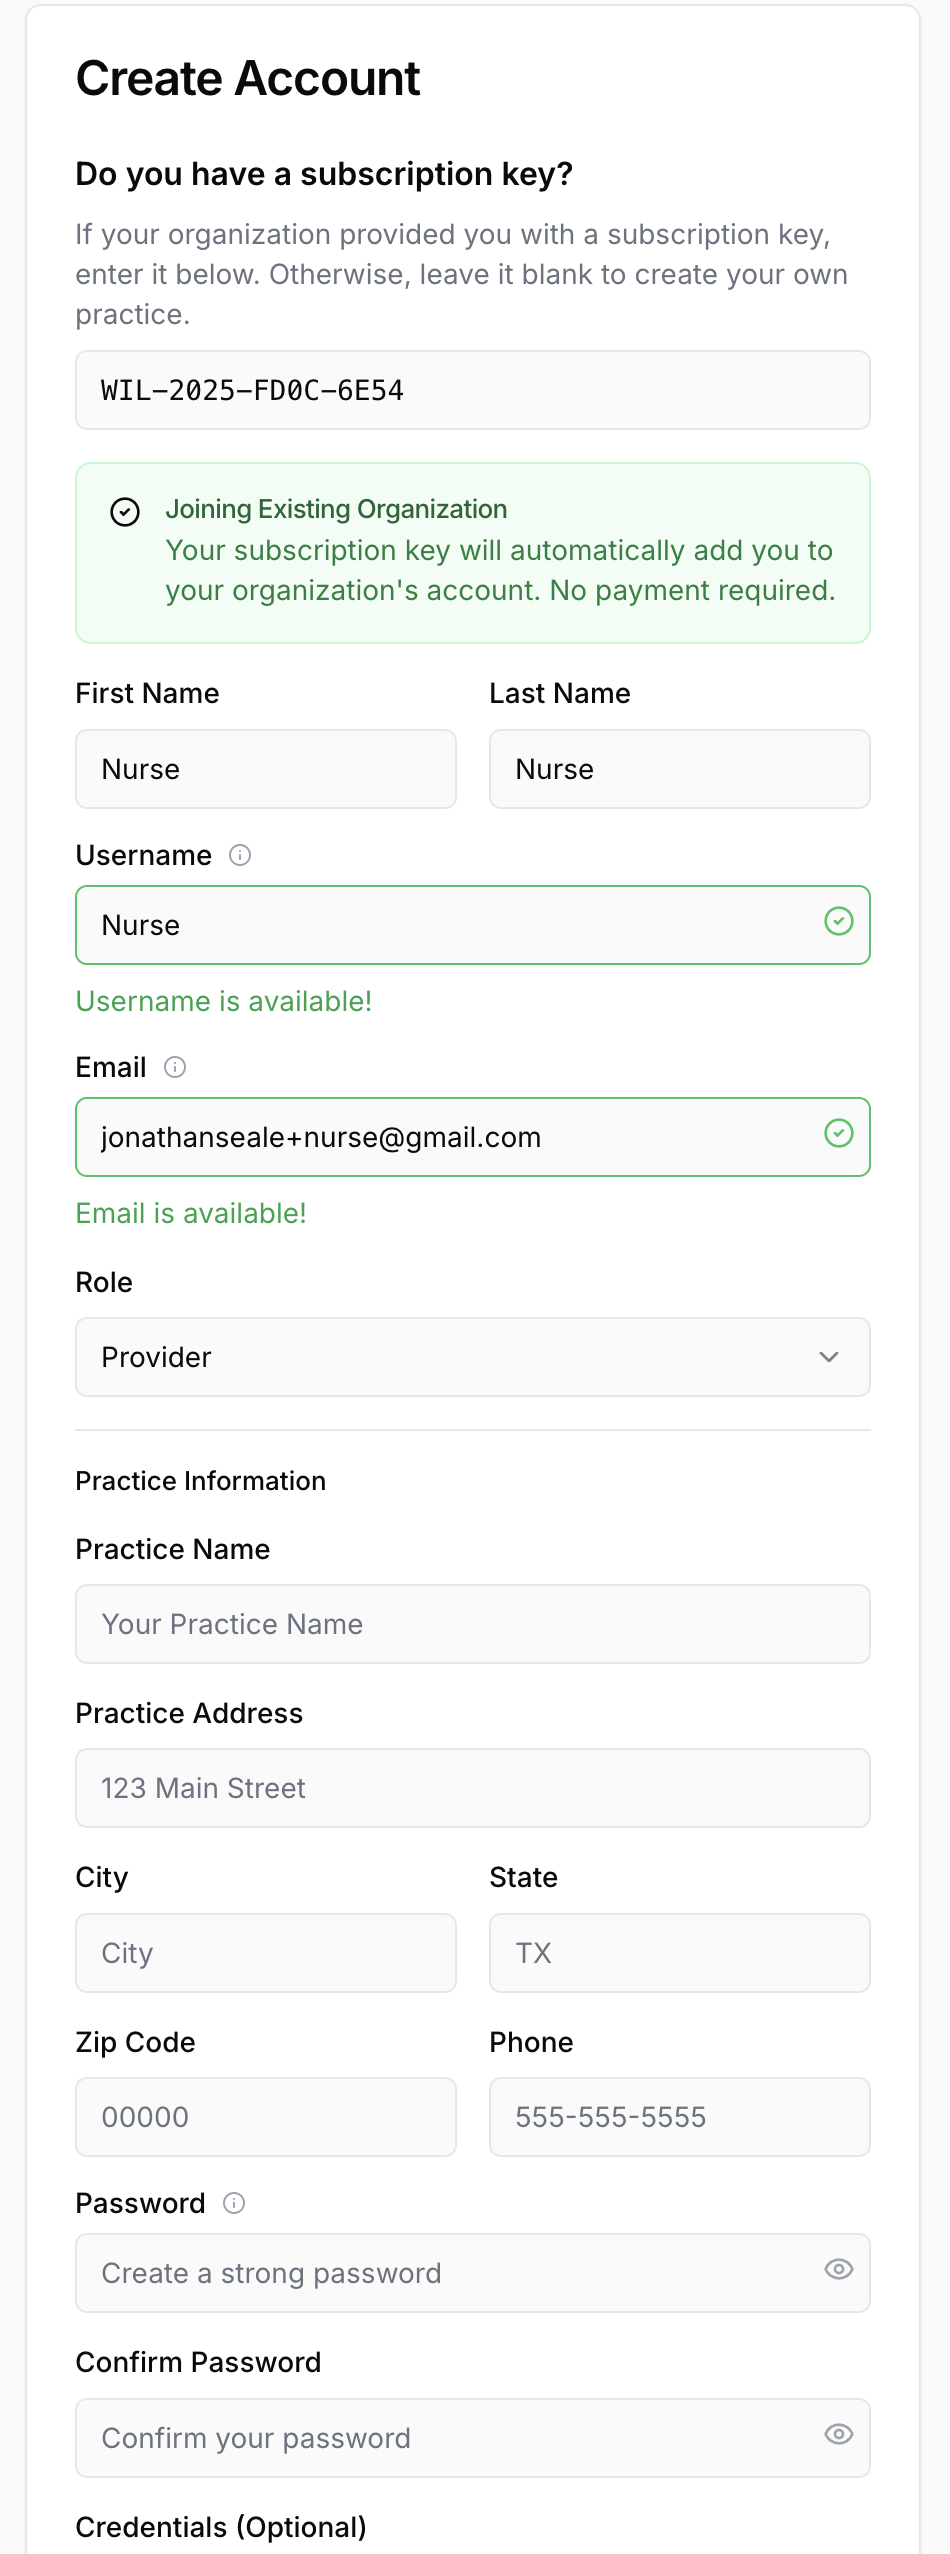 Create Account
Do you have a subscription key?
If your organization provided you with a subscription key,
enter it below. Otherwise, leave it blank to create your own
practice.
WIL-2025-FD0C-6E54
Joining Existing Organization
Your subscription key will automatically add you to
your organization's account. No payment required.
First Name
Last Name
Nurse
Nurse
Username
Nurse
Username is available!
Email
jonathanseale+nurse@gmail.com
Email is available!
Role
Provider
Practice Information
Practice Name
Your Practice Name
Practice Address
123 Main Street
City
State
City
TX
Zip Code
Phone
00000
555-555-5555
Password
Create a strong password
Confirm Password
Confirm your password
Credentials (Optional)